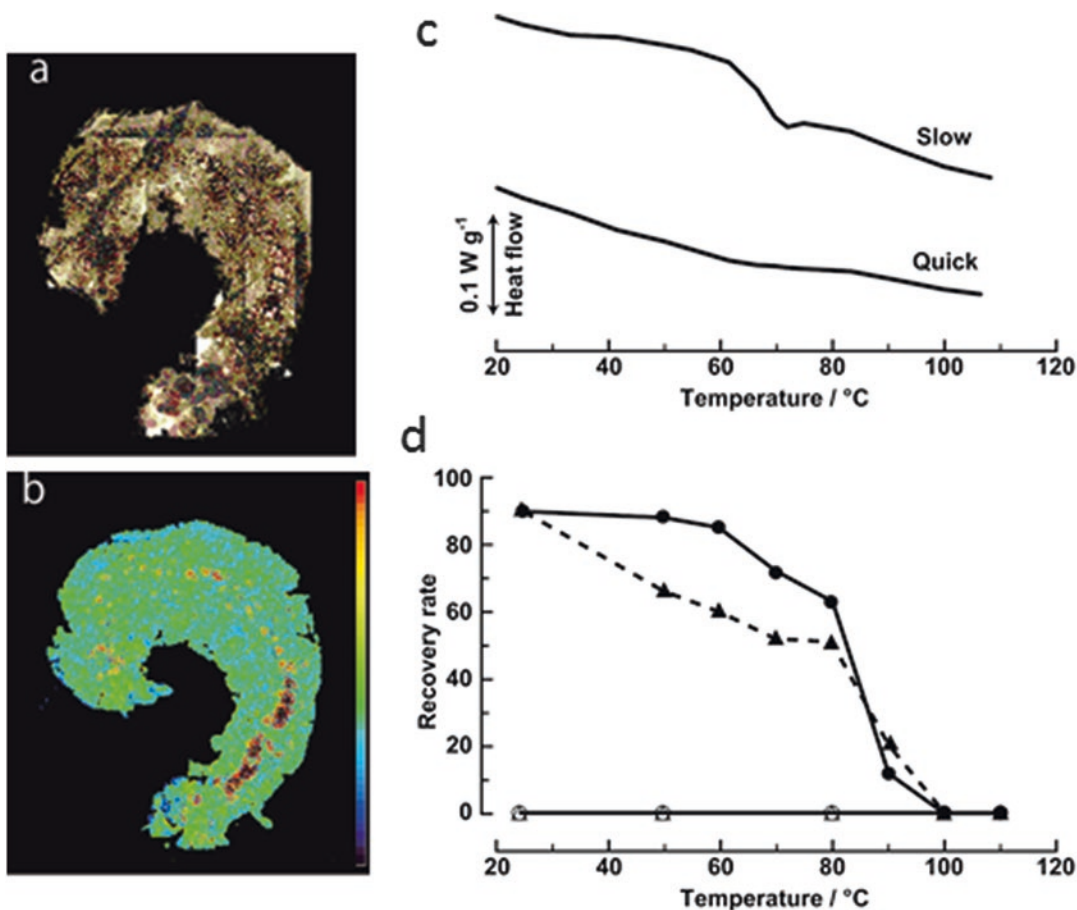 a
b
c
Slow
Quick
0.1 W g⁻¹
Heat flow
20 40 60 80 100 120
Temperature / °C
d
100
80
60
40
20
0
Recovery rate
20 40 60 80 100 120
Temperature / °C